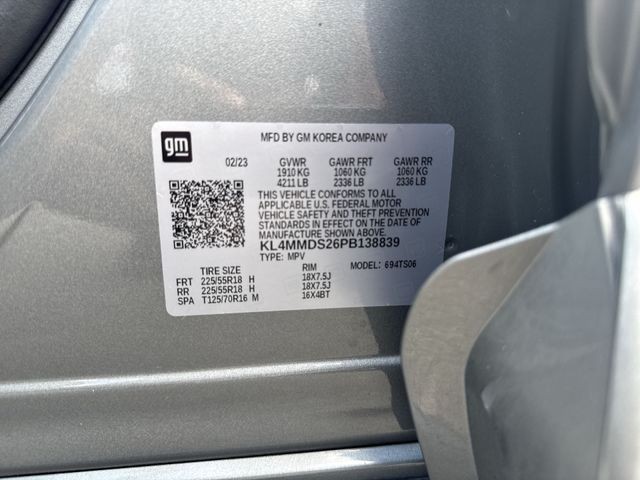 gm
MFD BY GM KOREA COMPANY
02/23 GVWR GAWR FRT GAWR RR
1910 KG 1060 KG 1060 KG
4211 LB 2336 LB 2336 LB
THIS VEHICLE CONFORMS TO ALL
APPLICABLE U.S. FEDERAL MOTOR
VEHICLE SAFETY AND THEFT PREVENTION
STANDARDS IN EFFECT ON THE DATE OF
KL4MMDS26PB138839
TYPE: MPV MODEL: 694TS06
TIRE SIZE RIM
FRT 225/55R18 H 18X7.5J
RR 225/55R18 H 18X7.5J
SPA T125/70R16 M 16X4BT